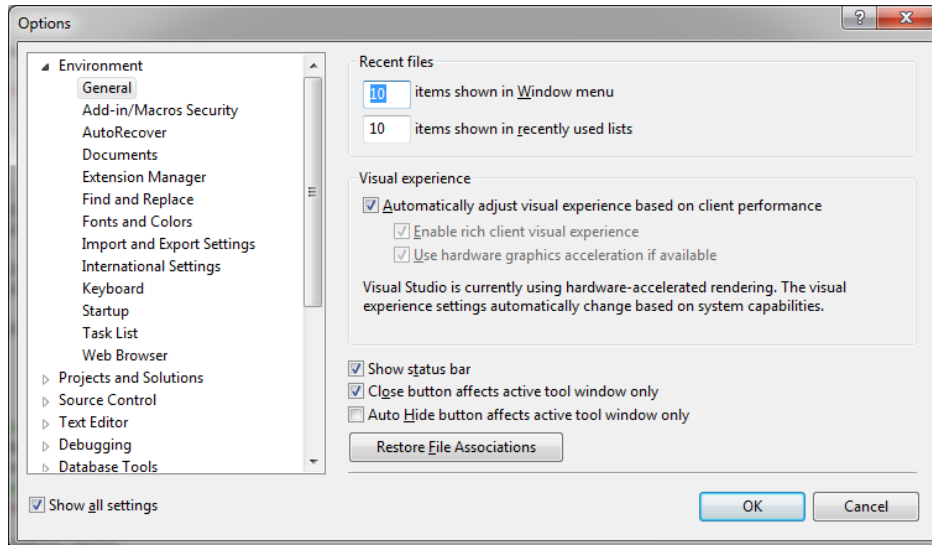 Options
Environment
General
Add-in/Macros Security
AutoRecover
Documents
Extension Manager
Find and Replace
Fonts and Colors
Import and Export Settings
International Settings
Keyboard
Startup
Task List
Web Browser
Projects and Solutions
Source Control
Text Editor
Debugging
Database Tools
Show all settings
Recent files
10 items shown in Window menu
10 items shown in recently used lists
Visual experience
Automatically adjust visual experience based on client performance
Enable rich client visual experience
Use hardware graphics acceleration if available
Visual Studio is currently using hardware-accelerated rendering. The visual
experience settings automatically change based on system capabilities.
Show status bar
Close button affects active tool window only
Auto Hide button affects active tool window only
Restore File Associations
OK
Cancel